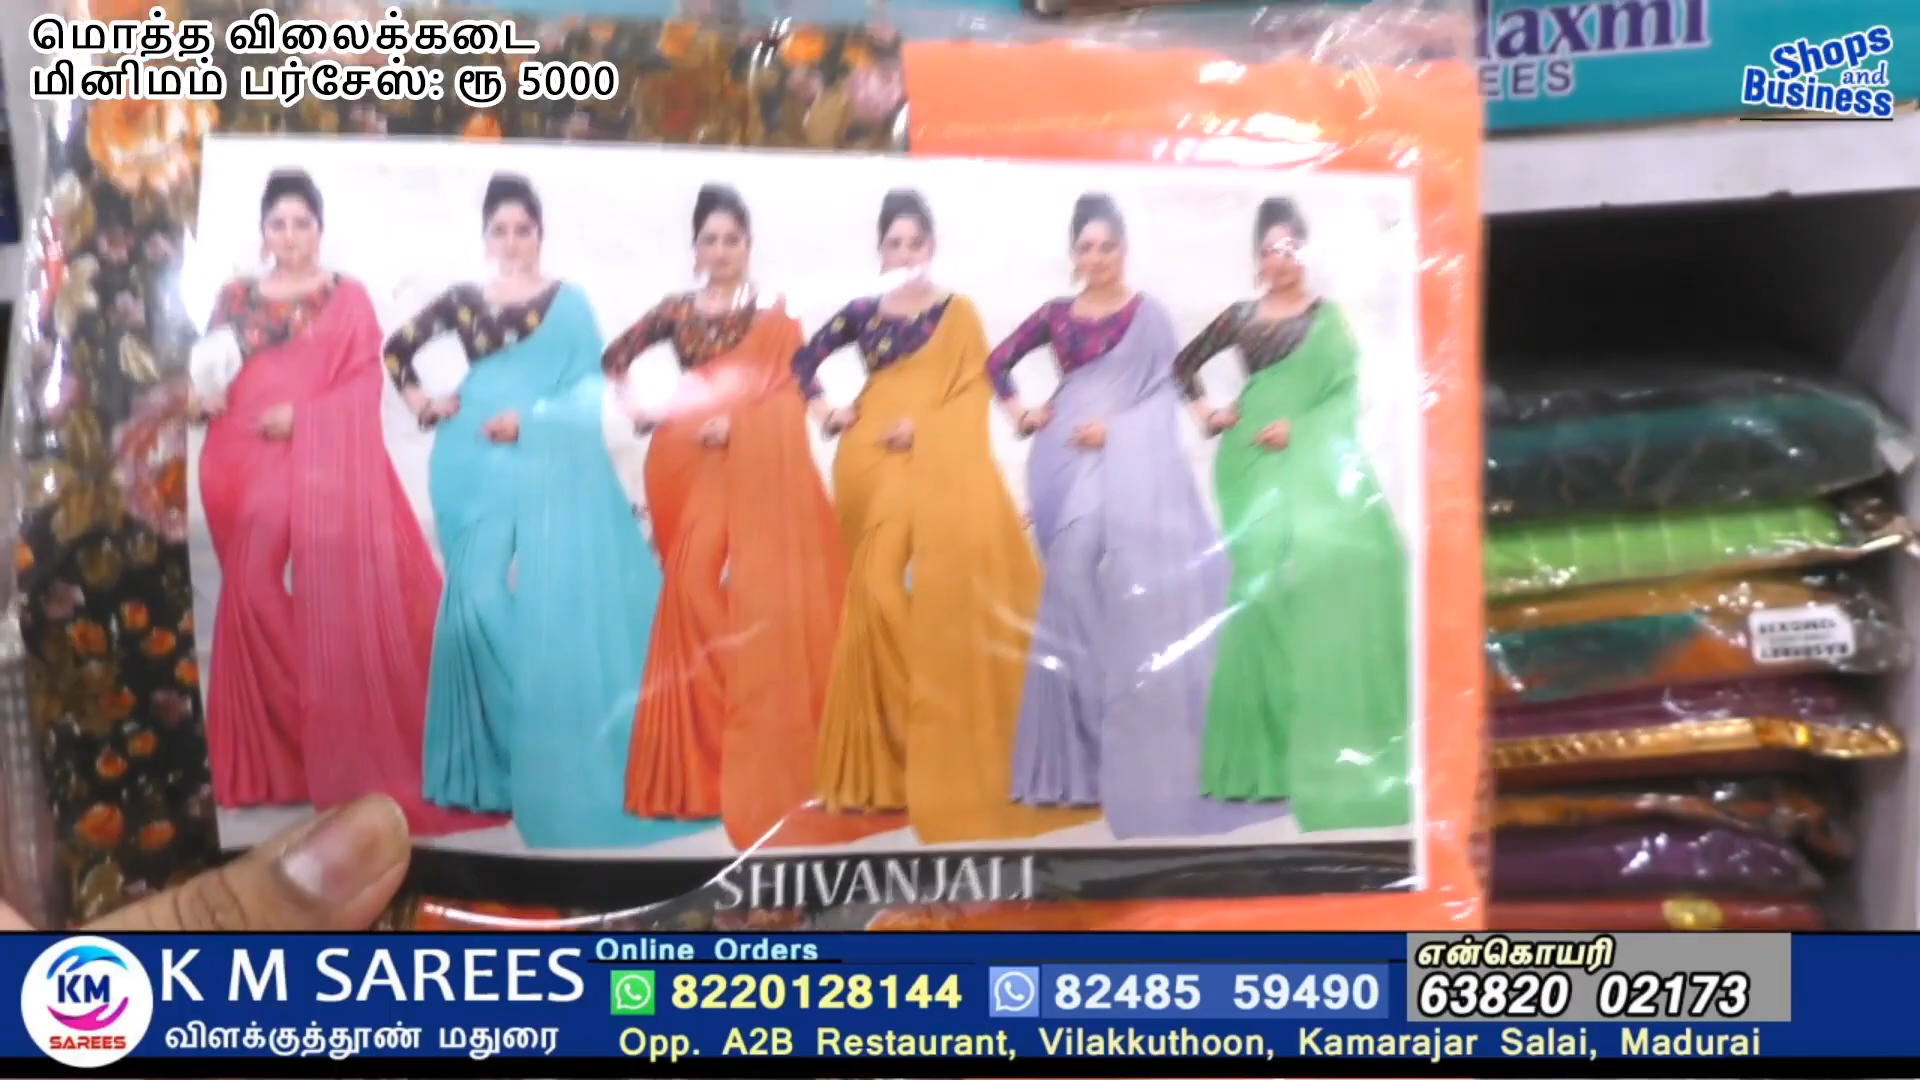 மொத்த விலைக்கடை
மினிமம் பர்சேஸ்: ரூ 5000
Shops and Business
SHIVANJALI
KM
SAREES
K M SAREES
விளக்குத்தூண் மதுரை
Online Orders
8220128144
82485 59490
என்கொயரி
63820 02173
Opp. A2B Restaurant, Vilakkuthoon, Kamarajar Salai, Madurai